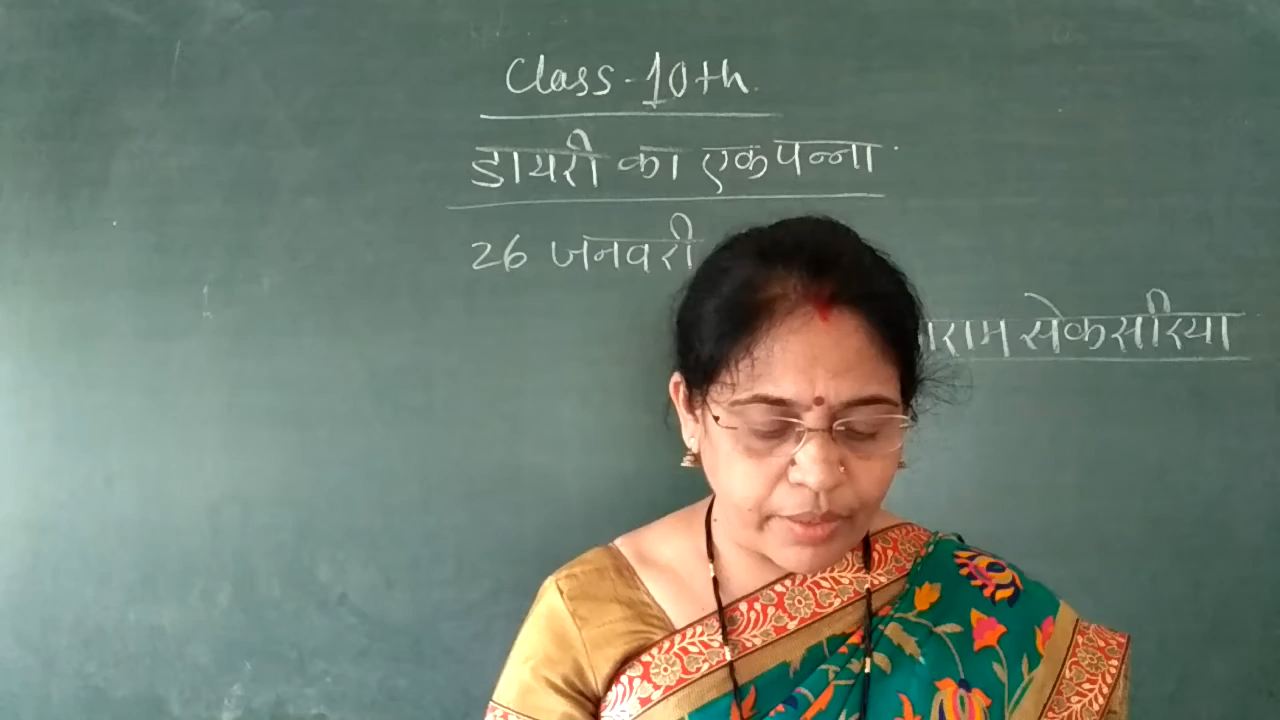 Class-10th.
डायरी का एक पन्ना
26 जनवरी
सेकसरिया